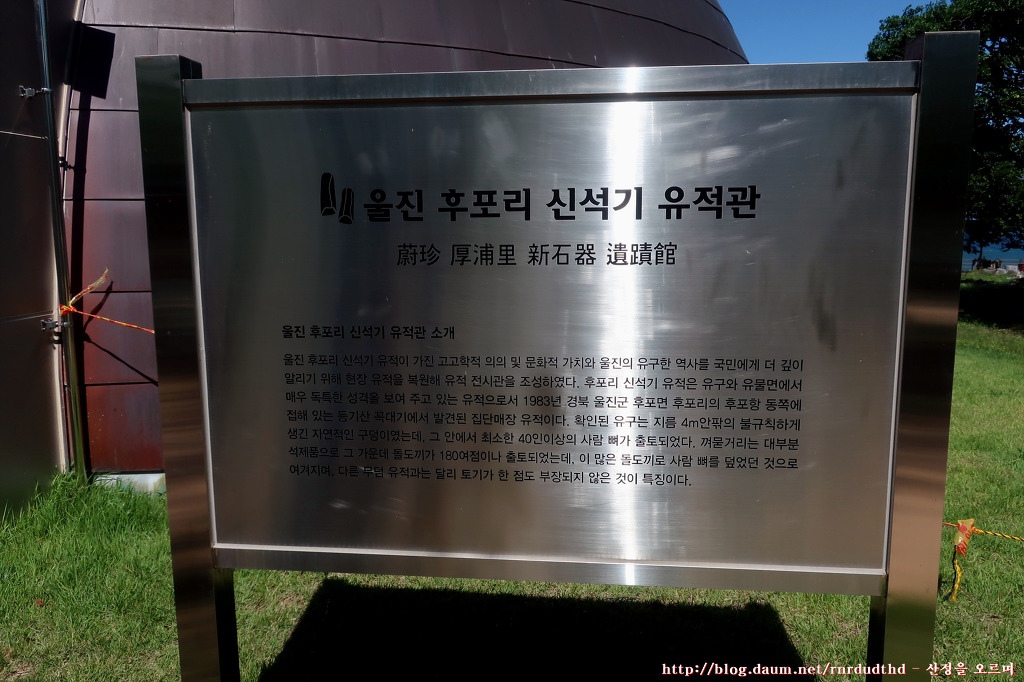 울진 후포리 신석기 유적관
蔚珍 厚浦里 新石器 遺蹟館
울진 후포리 신석기 유적관 소개
울진 후포리 신석기 유적이 가진 고고학적 의의 및 문화적 가치와 울진의 유구한 역사를 국민에게 더 깊이
알리기 위해 현장 유적을 복원해 유적 전시관을 조성하였다. 후포리 신석기 유적은 유구와 유물면에서
매우 독특한 성격을 보여 주고 있는 유적으로서 1983년 경북 울진군 후포면 후포리의 후포항 동쪽에
접해 있는 등기산 꼭대기에서 발견된 집단매장 유적이다. 확인된 유구는 지름 4m안팎의 불규칙하게
생긴 자연적인 구덩이였는데, 그 안에서 최소한 40인이상의 사람 뼈가 출토되었다. 껴묻거리는 대부분
석제품으로 그 가운데 돌도끼가 180여점이나 출토되었는데, 이 많은 돌도끼로 사람 뼈를 덮었던 것으로
여겨지며, 다른 무덤 유적과는 달리 토기가 한 점도 부장되지 않은 것이 특징이다.
http://blog.daum.net/rnrdudthd - 산정을 오르며